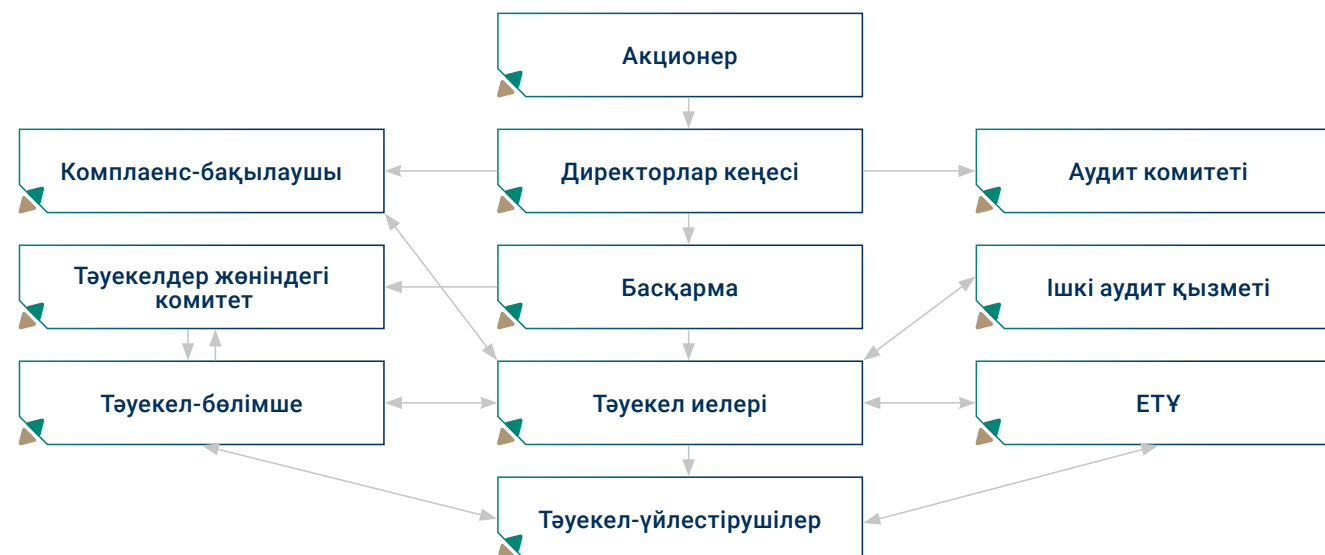 Акционер
Комплаенс-бақылаушы
Директорлар кеңесі
Аудит комитеті
Тәуекелдер жөніндегі
комитет
Басқарма
Ішкі аудит қызметі
Тәуекел-бөлімше
Тәуекел иелері
ЕТҰ
Тәуекел-үйлестірушілер